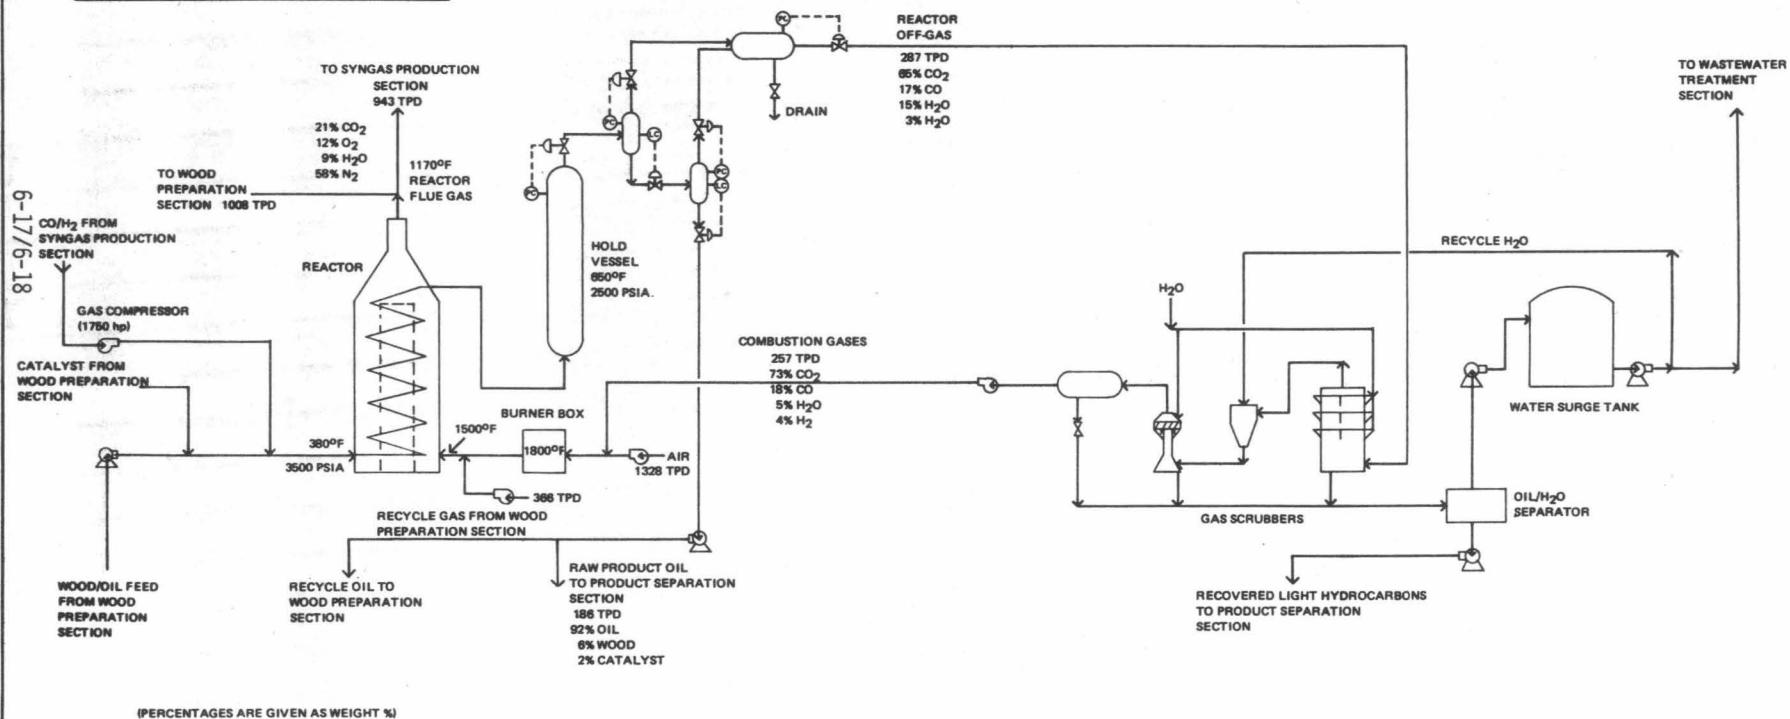 REACTOR
OFF-GAS
287 TPD
65% CO₂
17% CO
15% H₂O
3% H₂O
TO WASTEWATER
TREATMENT
SECTION
PC
DRAIN
TO SYNGAS PRODUCTION
SECTION
943 TPD
21% CO₂
12% O₂
9% H₂O
58% N₂
1170°F
REACTOR
FLUE GAS
TO WOOD
PREPARATION
SECTION 1008 TPD
PC
LC
PC
PC
LC
6-17/6-18
CO/H₂ FROM
SYNGAS PRODUCTION
SECTION
REACTOR
HOLD
VESSEL
650°F
2500 PSIA.
RECYCLE H₂O
H₂O
GAS COMPRESSOR
(1750 hp)
CATALYST FROM
WOOD PREPARATION
SECTION
COMBUSTION GASES
257 TPD
73% CO₂
18% CO
5% H₂O
4% H₂
BURNER BOX
1500°F
1800°F
AIR
1328 TPD
380°F
3500 PSIA
366 TPD
RECYCLE GAS FROM WOOD
PREPARATION SECTION
WATER SURGE TANK
GAS SCRUBBERS
OIL/H₂O
SEPARATOR
WOOD/OIL FEED
FROM WOOD
PREPARATION
SECTION
RECYCLE OIL TO
WOOD PREPARATION
SECTION
RAW PRODUCT OIL
TO PRODUCT SEPARATION
SECTION
186 TPD
92% OIL
6% WOOD
2% CATALYST
RECOVERED LIGHT HYDROCARBONS
TO PRODUCT SEPARATION
SECTION
(PERCENTAGES ARE GIVEN AS WEIGHT %)